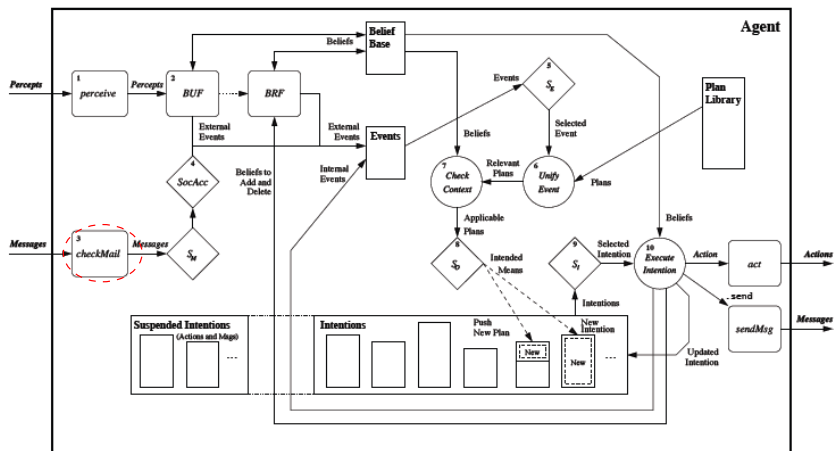 Agent
Belief
Base
Beliefs
Percepts
1
perceive
Percepts
2
BUF
BRF
Events
5
S_E
Plan
Library
External
Events
External
Events
Events
Selected
Event
4
SocAcc
Beliefs to
Add and
Delete
Internal
Events
Beliefs
7
Check
Context
Relevant
Plans
6
Unify
Event
Plans
Messages
3
checkMail
Messages
S_M
Applicable
Plans
Beliefs
8
S_O
Intended
Means
9
S_I
Selected
Intention
10
Execute
Intention
Action
act
Actions
Intentions
.send
sendMsg
Messages
Suspended Intentions
(Actions and Msgs)
...
Intentions
Push
New Plan
New
Intention
New
New
...
Updated
Intention